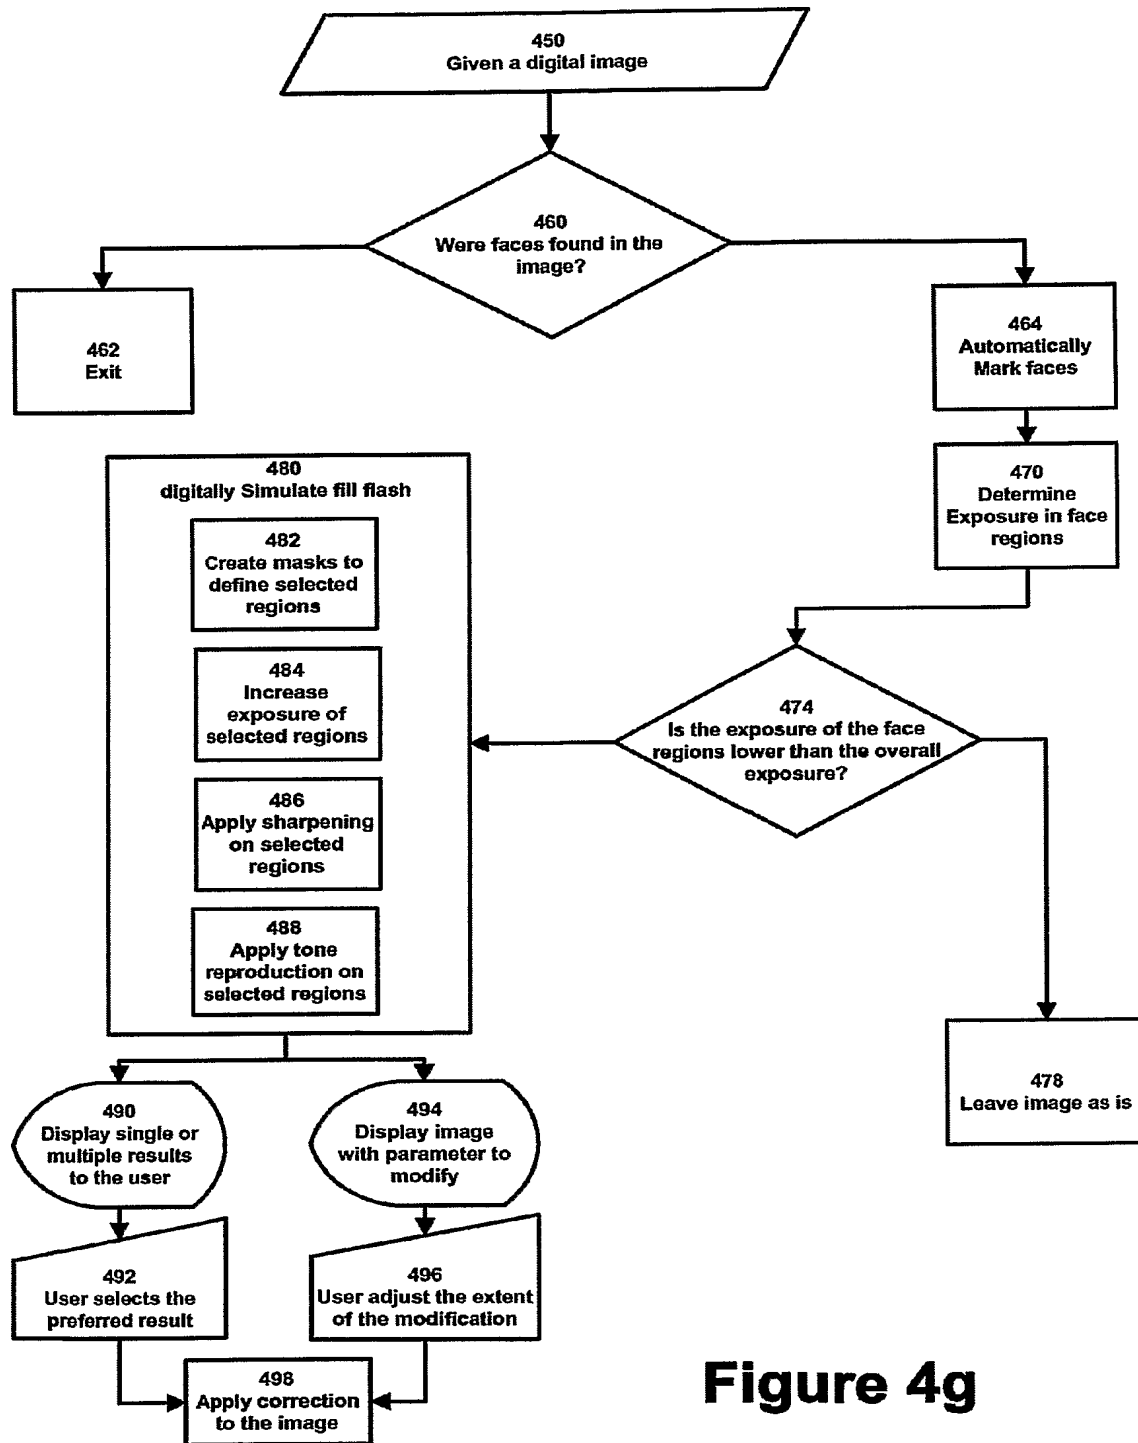 450
Given a digital image
460
Were faces found in the
image?
462
Exit
464
Automatically
Mark faces
470
Determine
Exposure in face
regions
474
Is the exposure of the face
regions lower than the overall
exposure?
478
Leave image as is
480
digitally Simulate fill flash
482
Create masks to
define selected
regions
484
Increase
exposure of
selected regions
486
Apply sharpening
on selected
regions
488
Apply tone
reproduction on
selected regions
490
Display single or
multiple results
to the user
494
Display image
with parameter to
modify
492
User selects the
preferred result
496
User adjust the extent
of the modification
498
Apply correction
to the image
Figure 4g